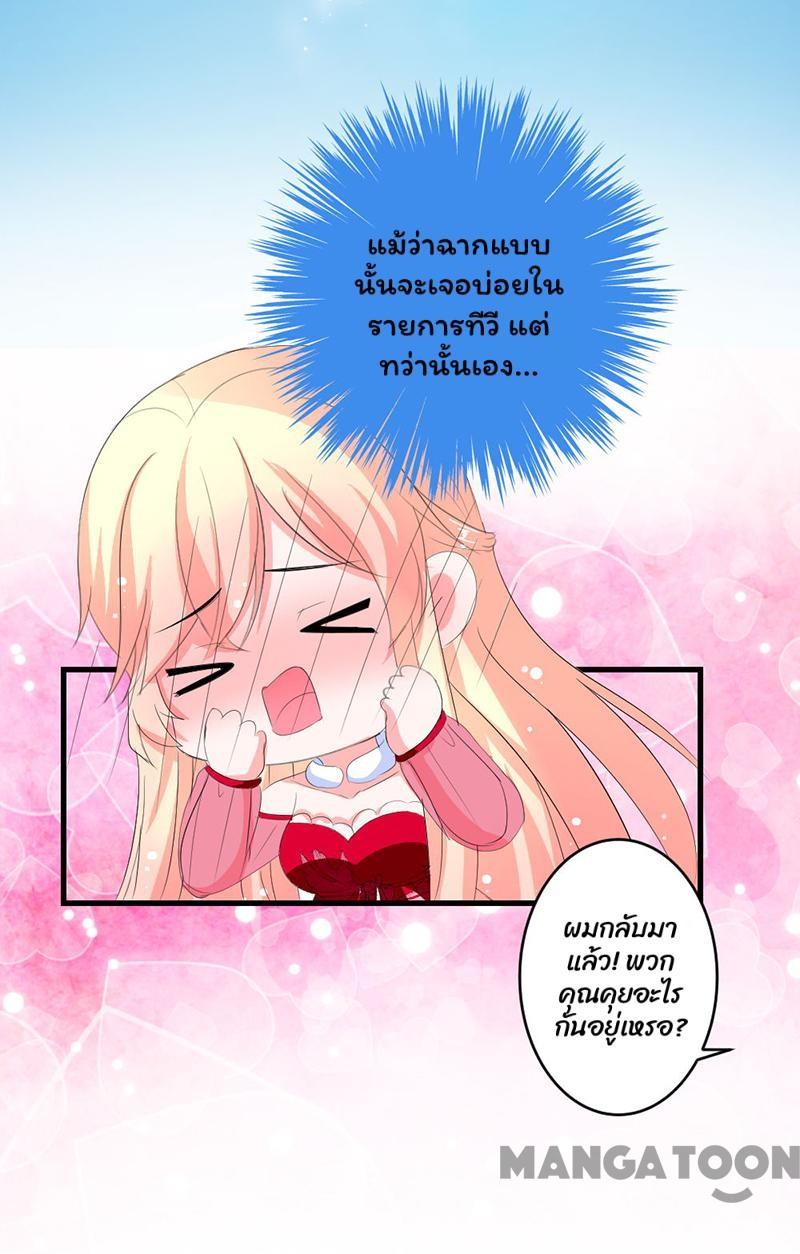 แม้ว่าฉากแบบ
นั้นจะเจอบ่อยใน
รายการทีวี แต่
ทว่านั้นเอง...
ผมกลับมา
แล้ว! พวก
คุณคุยอะไร
กันอยู่เหรอ?
MANGATOON